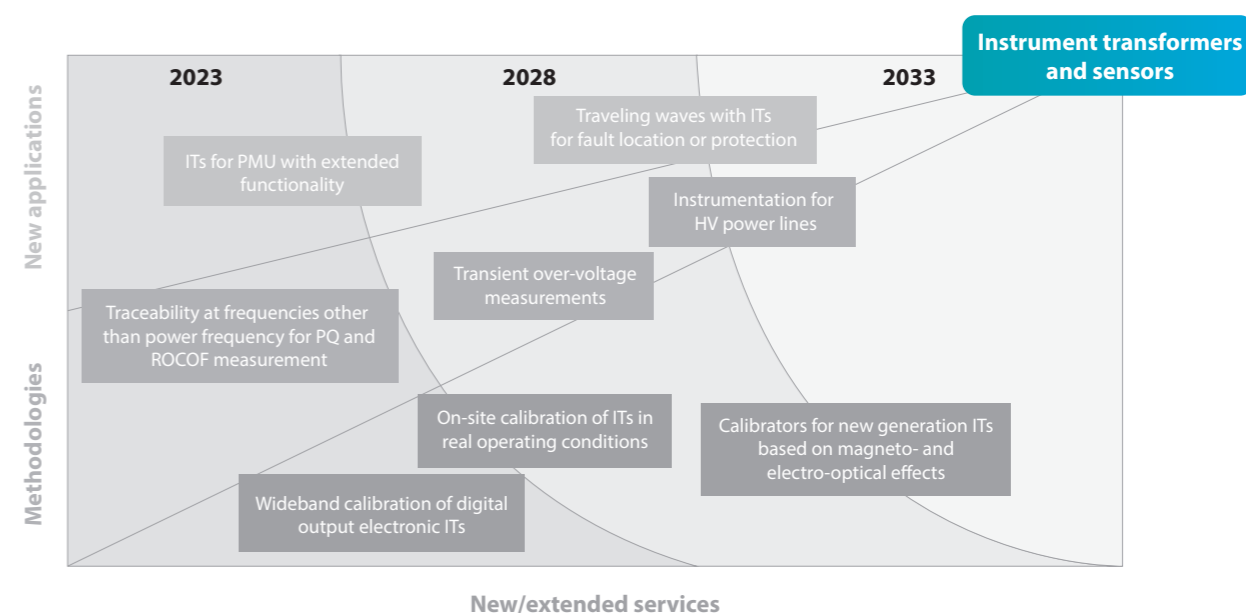 Instrument transformers
and sensors
2023
2028
2033
New applications
Methodologies
ITs for PMU with extended
functionality
Traveling waves with ITs
for fault location or protection
Instrumentation for
HV power lines
Transient over-voltage
measurements
Traceability at frequencies other
than power frequency for PQ and
ROCOF measurement
On-site calibration of ITs in
real operating conditions
Calibrators for new generation ITs
based on magneto- and
electro-optical effects
Wideband calibration of digital
output electronic ITs
New/extended services